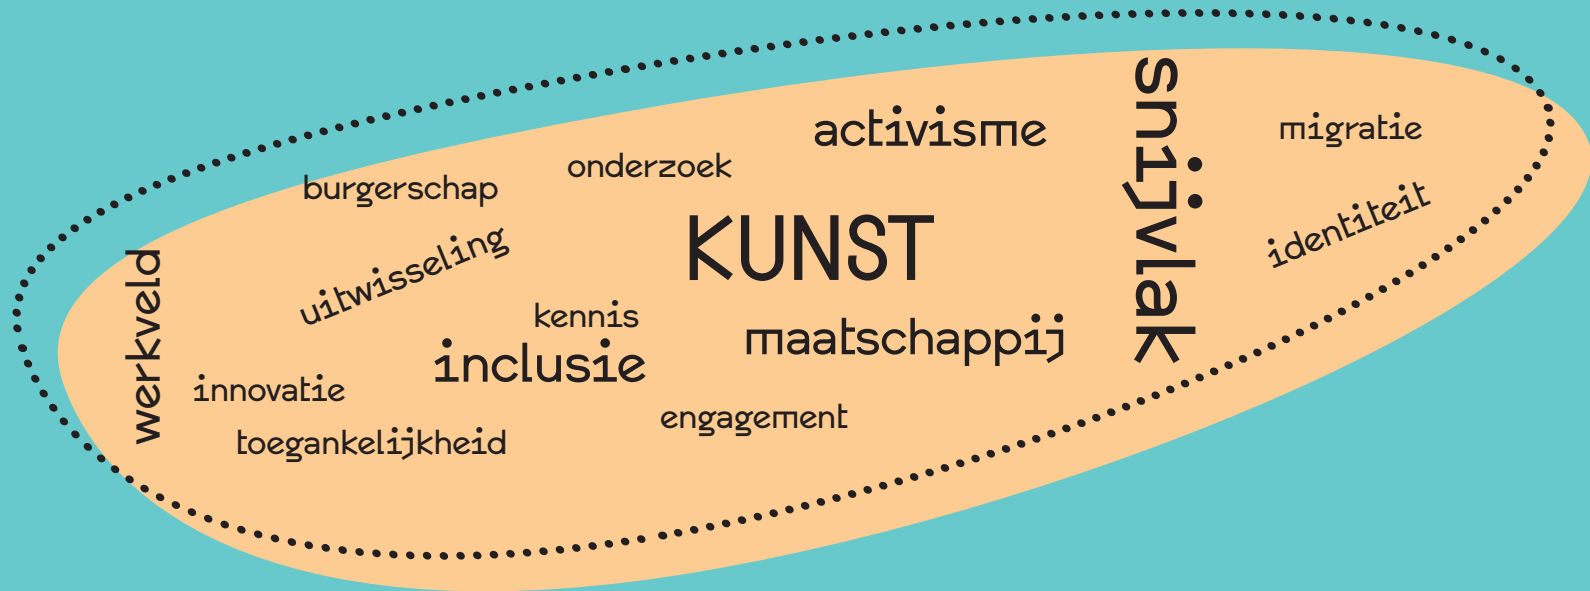 snijvlak
activisme
migratie
onderzoek
burgerschap
identiteit
KUNST
uitwisseling
werkveld
kennis
maatschappij
inclusie
innovatie
engagement
toegankelijkheid